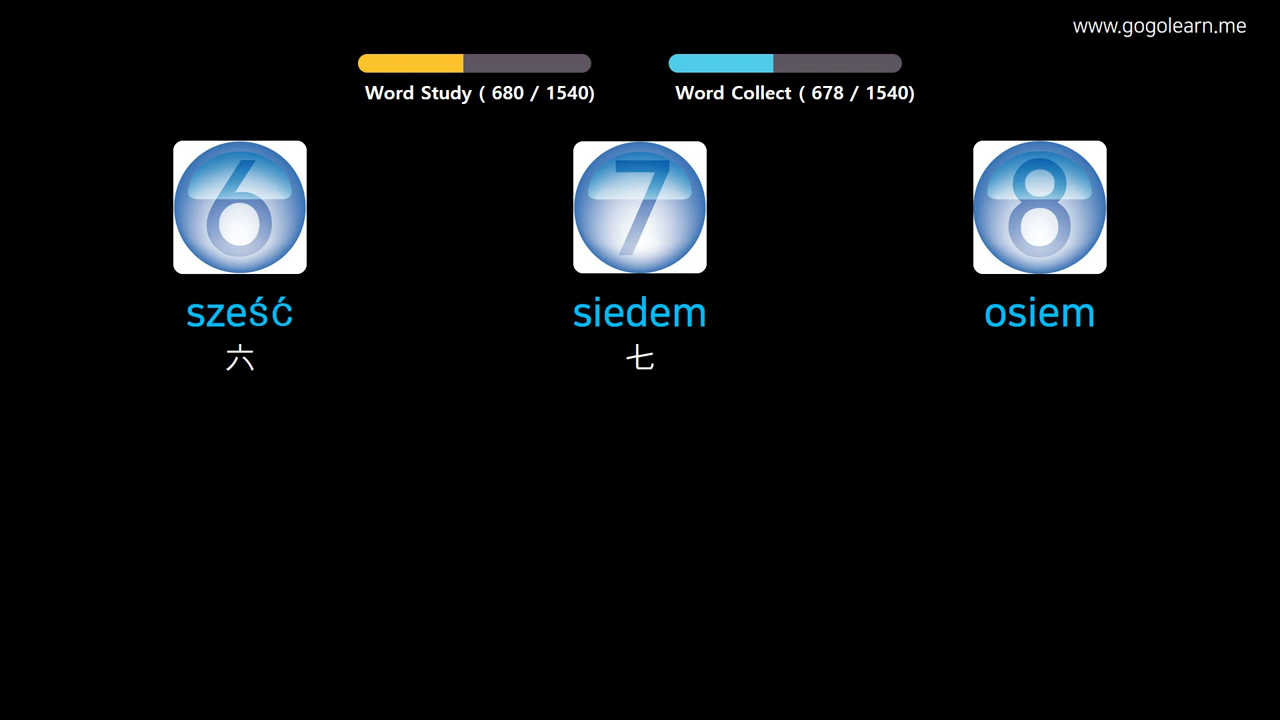 www.gogolearn.me
Word Study ( 680 / 1540)
Word Collect ( 678 / 1540)
6
7
8
sześć
siedem
osiem
六
七